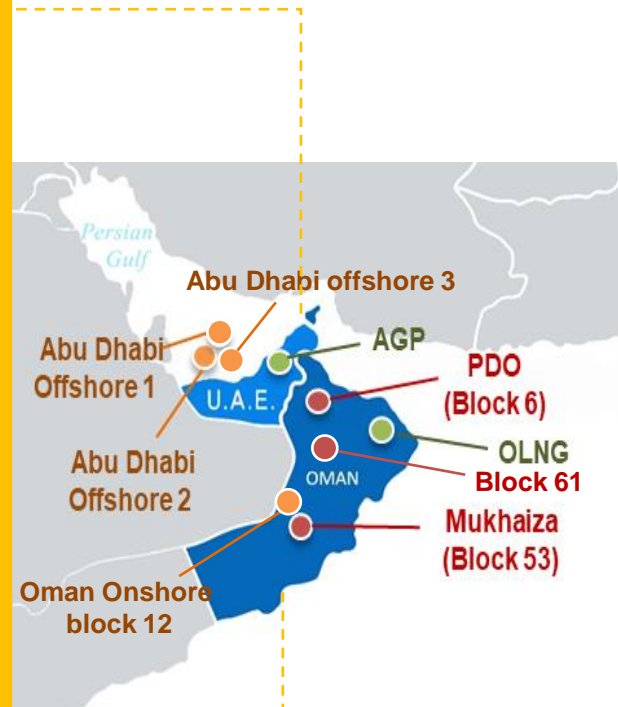 Persian
Gulf
Abu Dhabi offshore 3
Abu Dhabi
Offshore 1
AGP
PDO
(Block 6)
U.A.E.
Abu Dhabi
Offshore 2
OLNG
Block 61
OMAN
Mukhaiza
(Block 53)
Oman Onshore
block 12